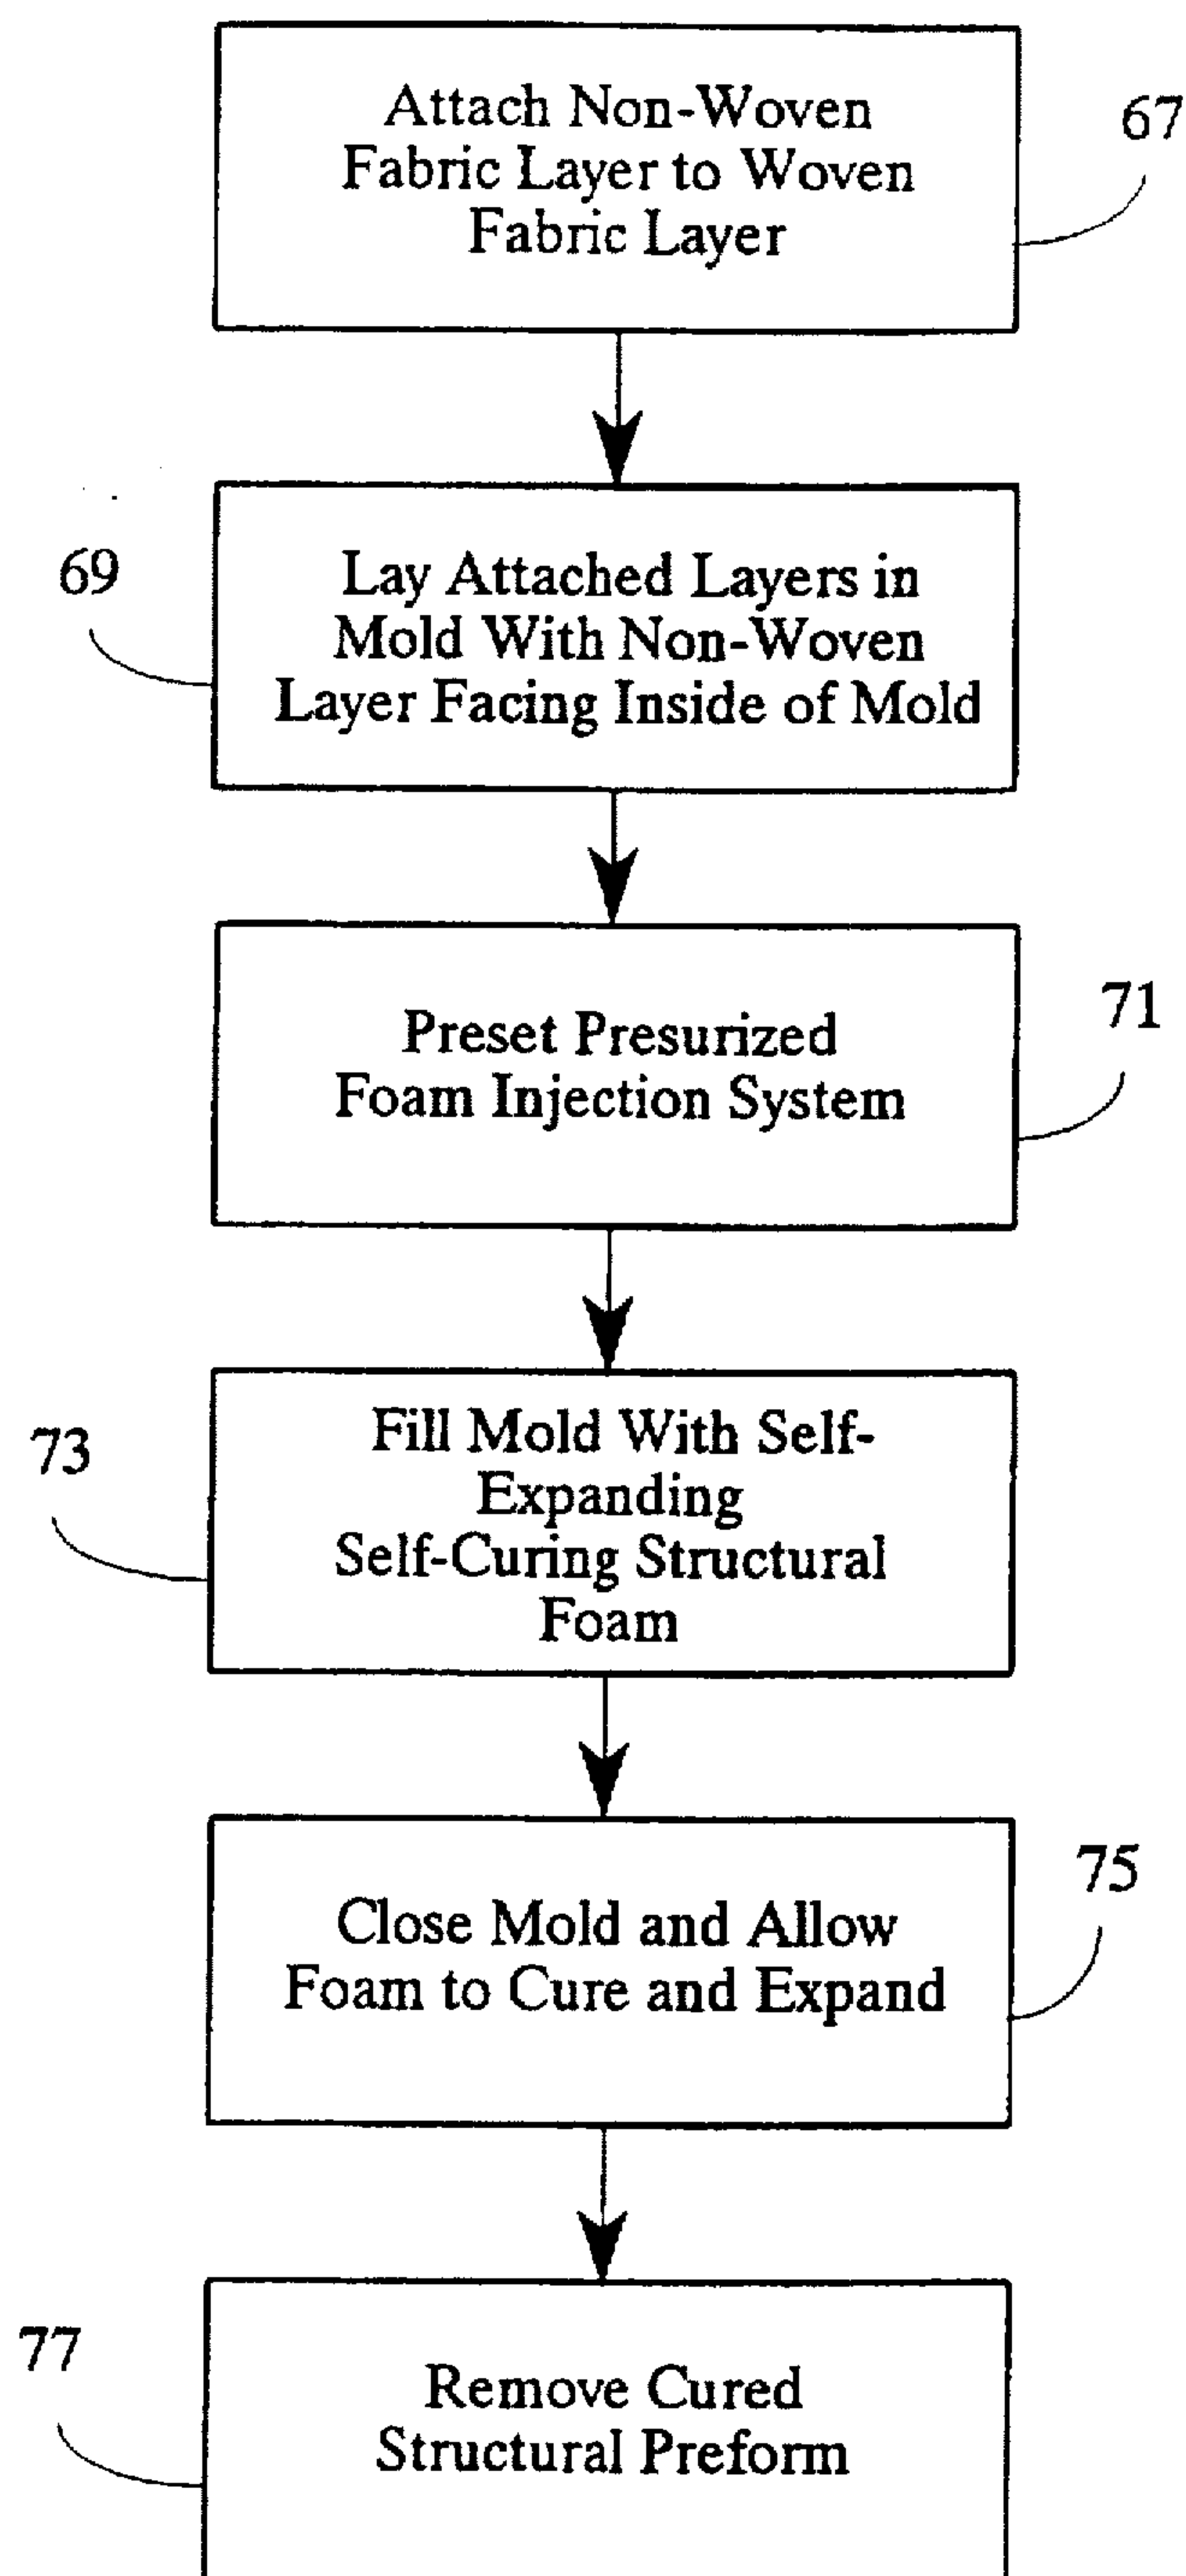 Attach Non-Woven
Fabric Layer to Woven
Fabric Layer
67
69
Lay Attached Layers in
Mold With Non-Woven
Layer Facing Inside of Mold
71
Preset Presurized
Foam Injection System
73
Fill Mold With Self-
Expanding
Self-Curing Structural
Foam
75
Close Mold and Allow
Foam to Cure and Expand
77
Remove Cured
Structural Preform